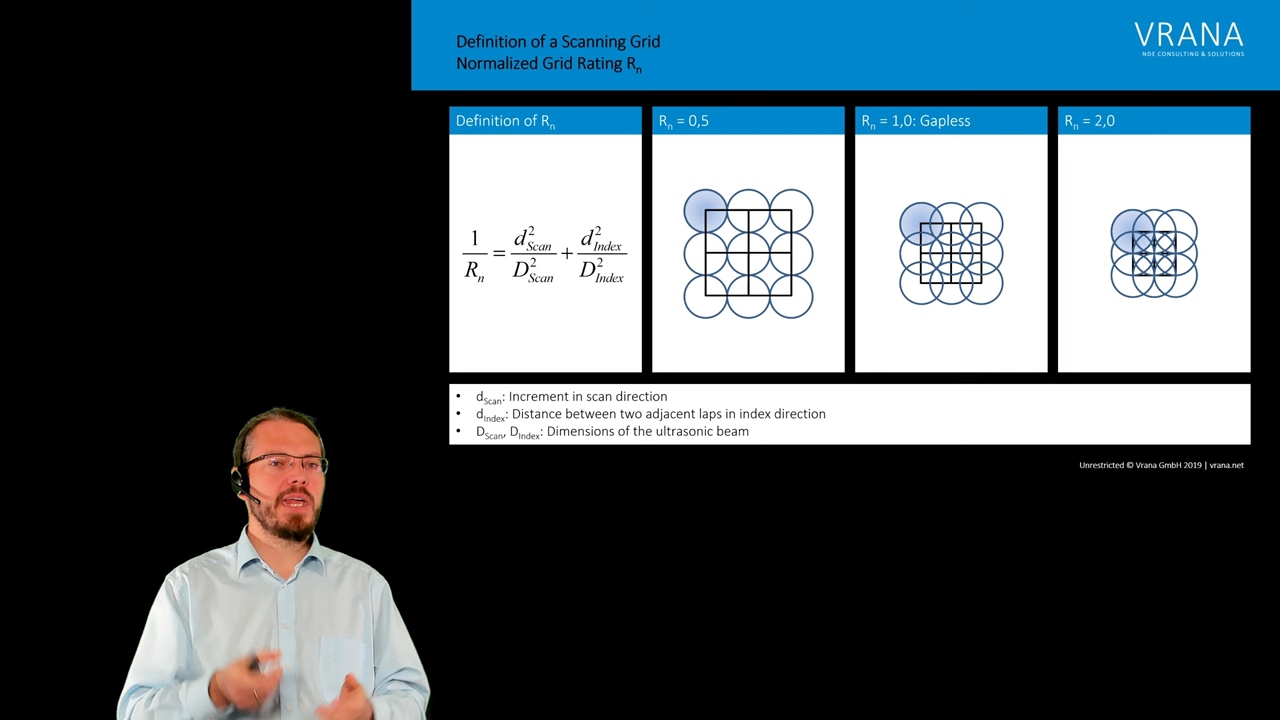 Definition of a Scanning Grid
Normalized Grid Rating Rn
VRANA
NDE CONSULTING & SOLUTIONS
Definition of Rn
Rn = 0,5
Rn = 1,0: Gapless
Rn = 2,0
1/Rn = d²Scan/D²Scan + d²Index/D²Index
• dScan: Increment in scan direction
• dIndex: Distance between two adjacent laps in index direction
• DScan, DIndex: Dimensions of the ultrasonic beam
Unrestricted © Vrana GmbH 2019 | vrana.net